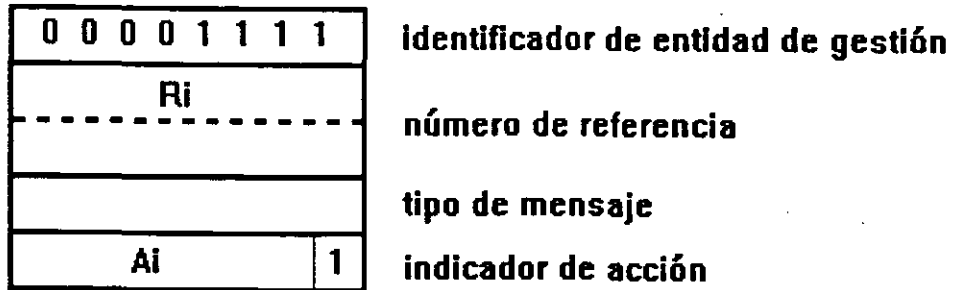 0 0 0 0 1 1 1 1 identificador de entidad de gestión
Ri
número de referencia
tipo de mensaje
Ai 1 indicador de acción